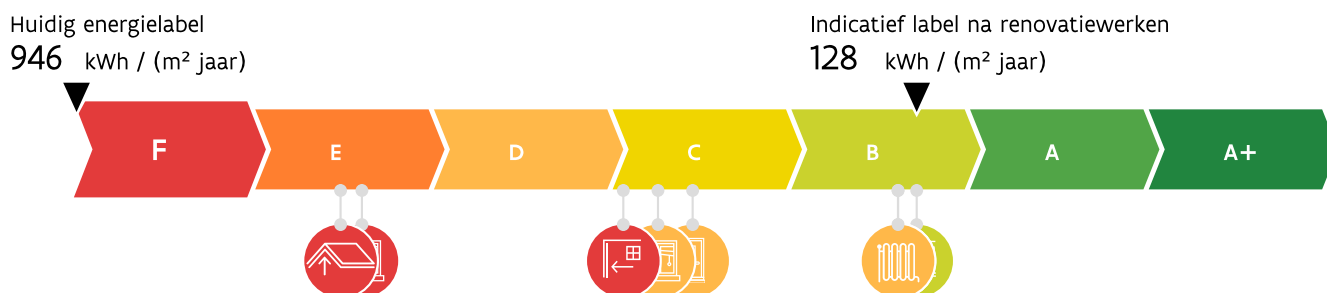 Huidig energielabel
946 kWh / (m² jaar)
Indicatief label na renovatiewerken
128 kWh / (m² jaar)
F E D C B A A+